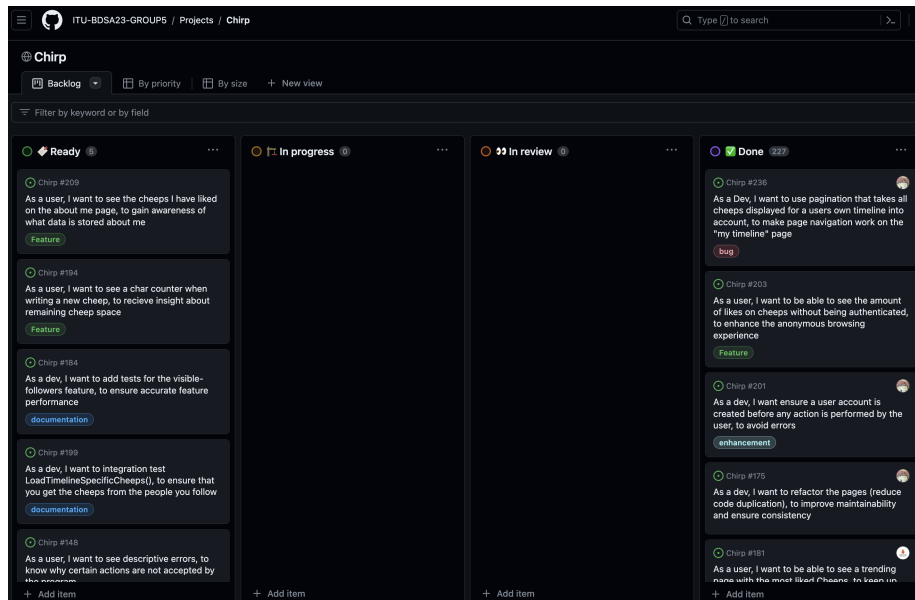 ITU-BDSA23-GROUP5 / Projects / Chirp
Type / to search
Chirp
Backlog
By priority
By size
+ New view
Filter by keyword or by field
Ready 5
Chirp #209
As a user, I want to see the cheeps I have liked
on the about me page, to gain awareness of
what data is stored about me
Feature
Chirp #194
As a user, I want to see a char counter when
writing a new cheep, to recieve insight about
remaining cheep space
Feature
Chirp #184
As a dev, I want to add tests for the visible-
followers feature, to ensure accurate feature
performance
documentation
Chirp #199
As a dev, I want to integration test
LoadTimelineSpecificCheeps(), to ensure that
you get the cheeps from the people you follow
documentation
Chirp #148
As a user, I want to see descriptive errors, to
know why certain actions are not accepted by
the program
+ Add item
In progress 0
+ Add item
In review 0
+ Add item
Done 227
Chirp #236
As a Dev, I want to use pagination that takes all
cheeps displayed for a users own timeline into
account, to make page navigation work on the
"my timeline" page
bug
Chirp #203
As a user, I want to be able to see the amount
of likes on cheeps without being authenticated,
to enhance the anonymous browsing
experience
Feature
Chirp #201
As a dev, I want ensure a user account is
created before any action is performed by the
user, to avoid errors
enhancement
Chirp #175
As a dev, I want to refactor the pages (reduce
code duplication), to improve maintainability
and ensure consistency
Chirp #181
As a user, I want to be able to see a trending
page with the most liked Cheeps, to keep up
+ Add item